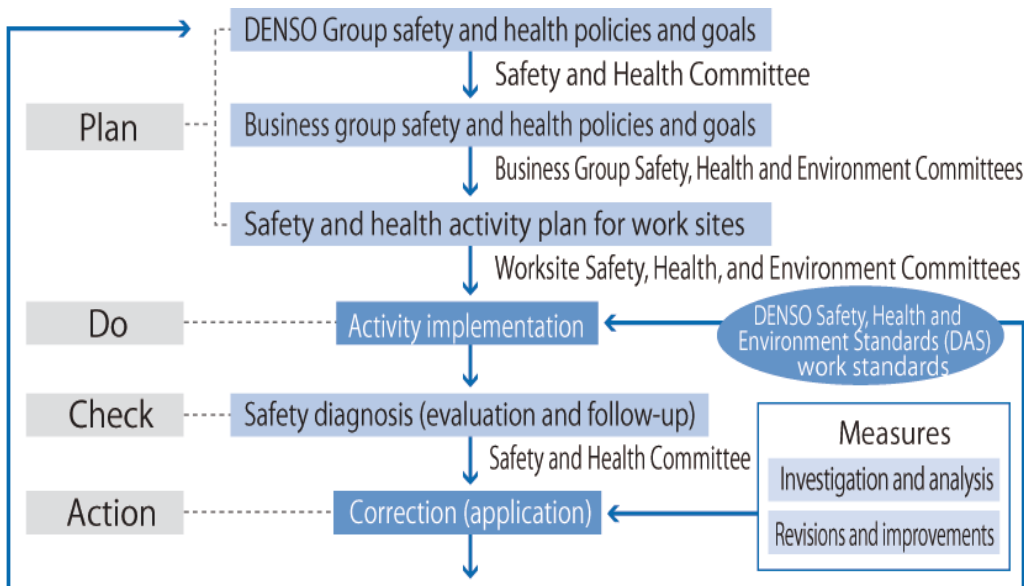 DENSO Group safety and health policies and goals
Safety and Health Committee
Plan
Business group safety and health policies and goals
Business Group Safety, Health and Environment Committees
Safety and health activity plan for work sites
Worksite Safety, Health, and Environment Committees
Do
Activity implementation
DENSO Safety, Health and
Environment Standards (DAS)
work standards
Check
Safety diagnosis (evaluation and follow-up)
Safety and Health Committee
Measures
Investigation and analysis
Revisions and improvements
Action
Correction (application)